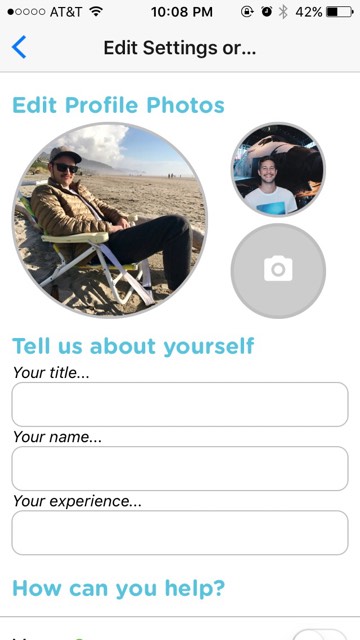 AT&T 10:08 PM 42%
Edit Settings or...
Edit Profile Photos
Tell us about yourself
Your title...
Your name...
Your experience...
How can you help?